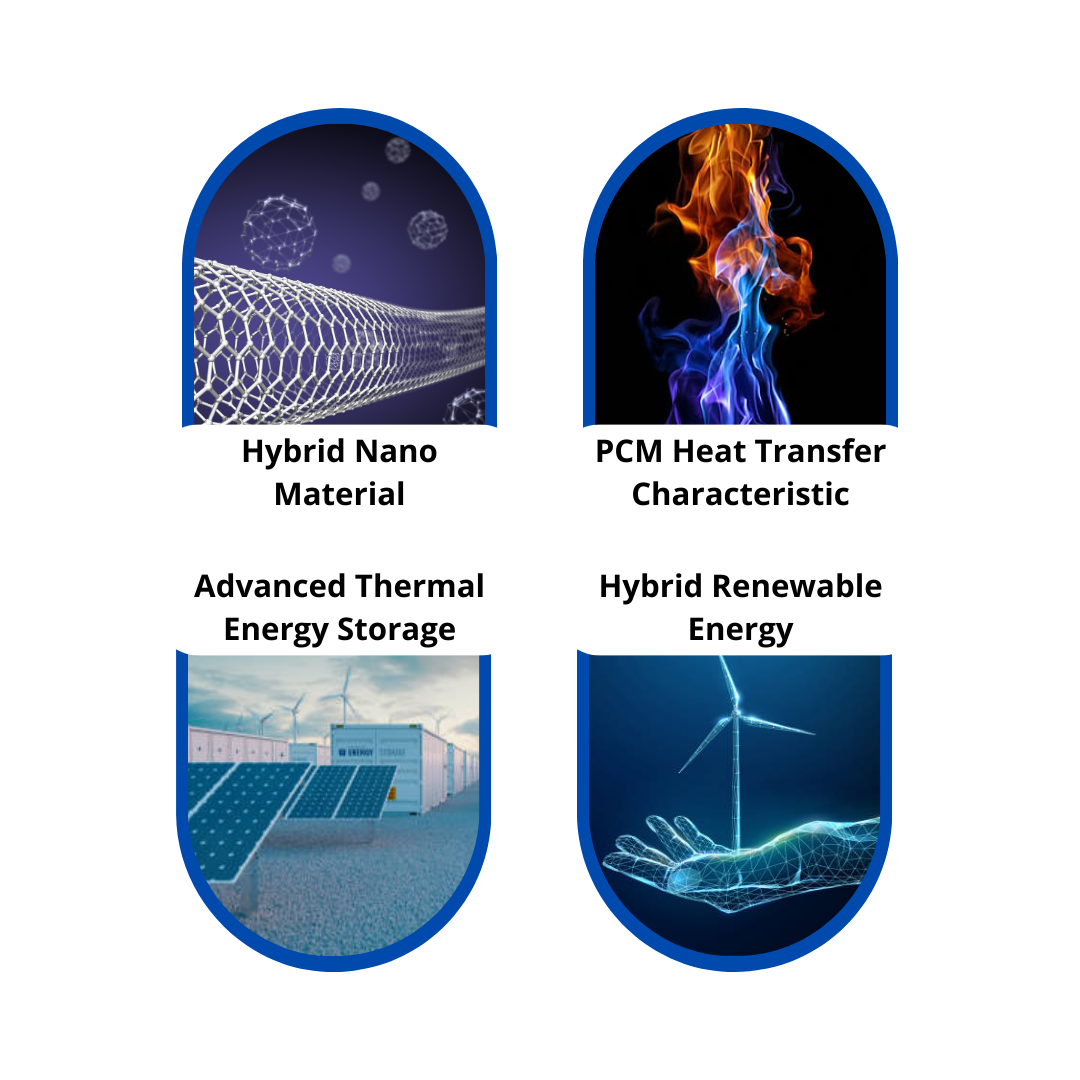 Hybrid Nano
Material
PCM Heat Transfer
Characteristic
Advanced Thermal
Energy Storage
Hybrid Renewable
Energy
ENERGY STORAGE